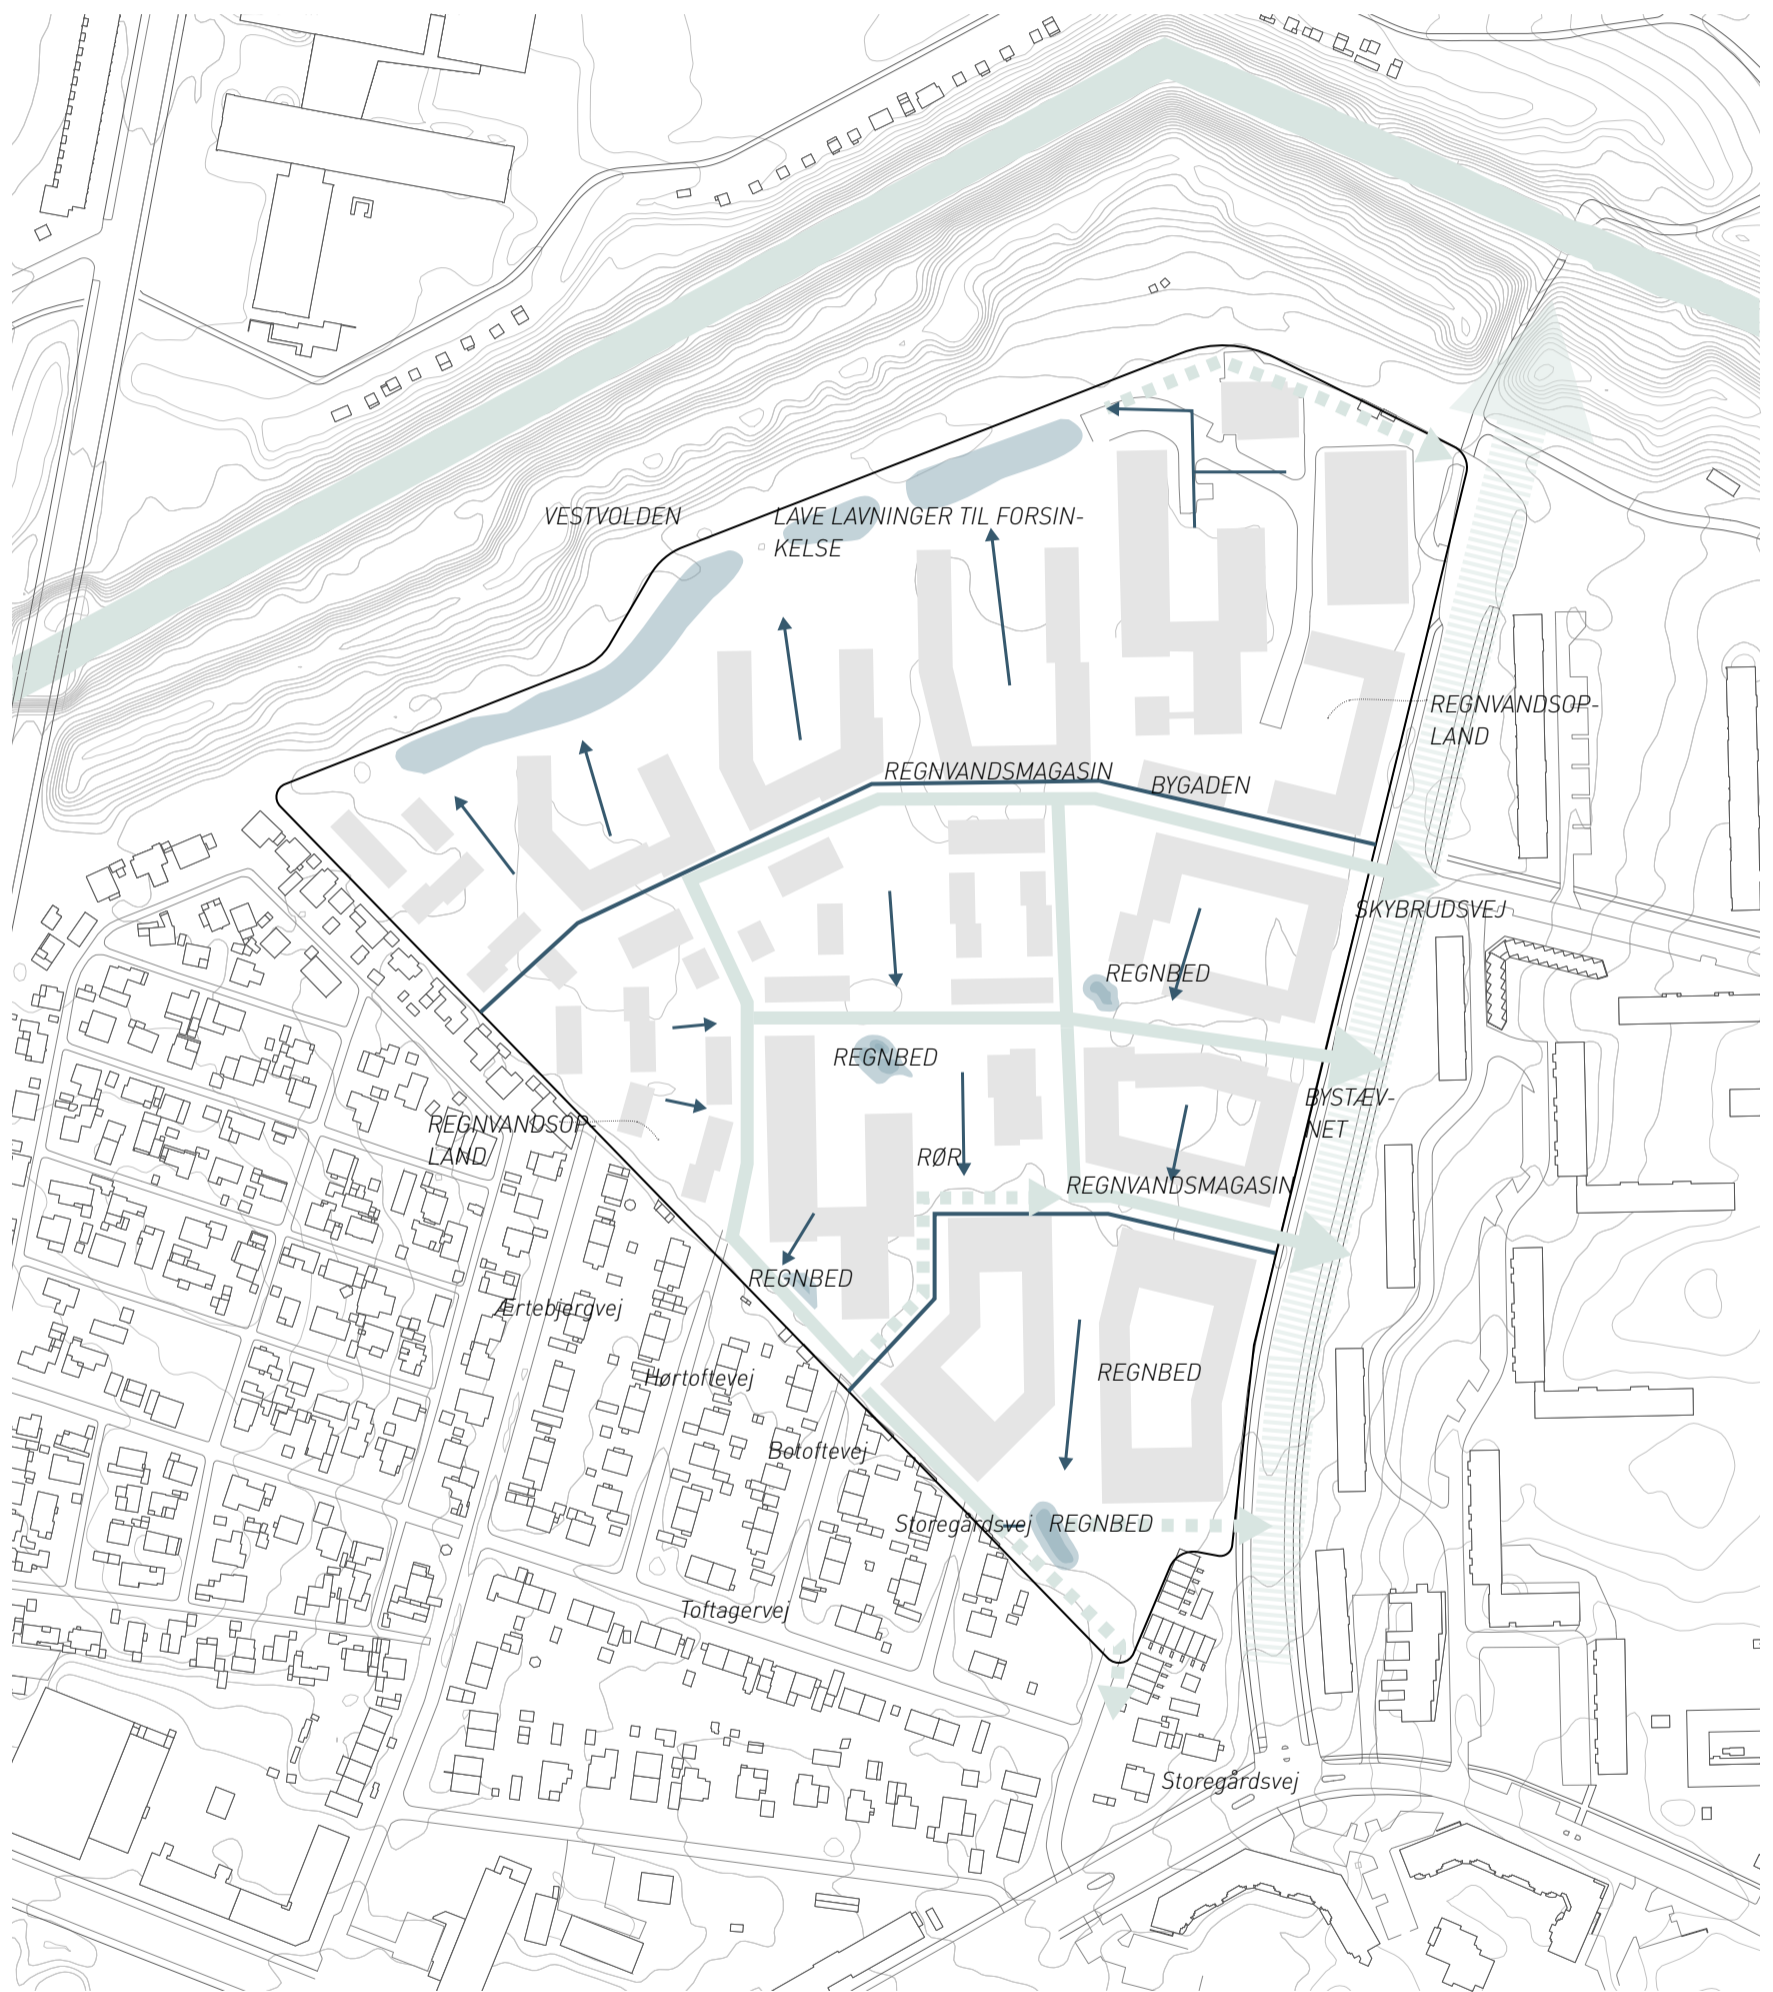 VESTVOLDEN
LAVE LAVNINGER TIL FORSIN-
KELSE
REGNVANDSOP-
LAND
REGNVANDSMAGASIN
BYGADEN
SKYBRUDSVEJ
REGNBED
REGNBED
BYSTÆV-
NET
REGNVANDSOP-
LAND
RØR
REGNVANDSMAGASIN
REGNBED
Ærtebjergvej
Hørtoftevej
REGNBED
Botoftevej
Storegårdsvej
REGNBED
Toftagervej
Storegårdsvej